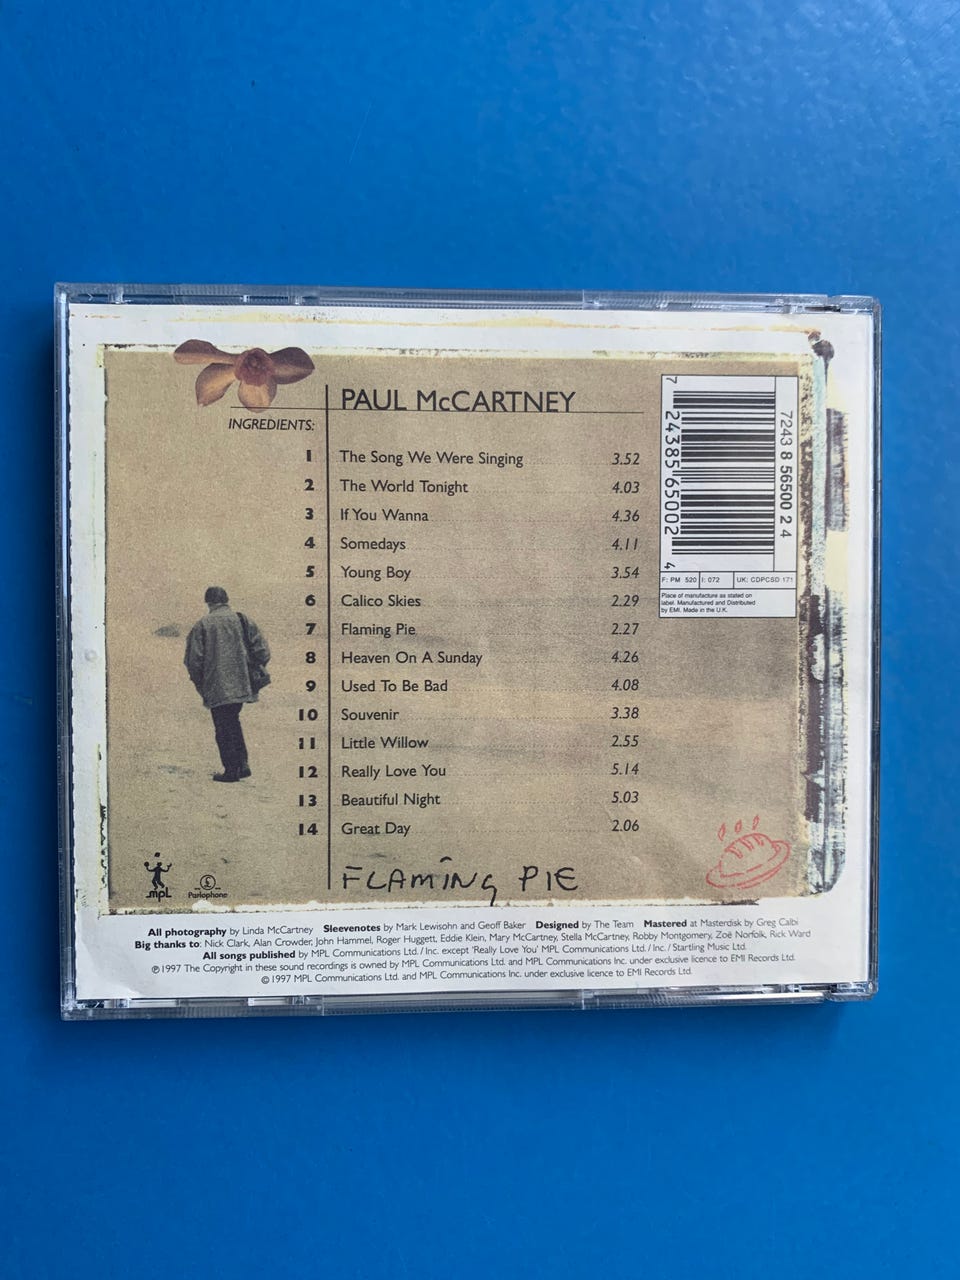 PAUL McCARTNEY
INGREDIENTS:
1 The Song We Were Singing 3.52
2 The World Tonight 4.03
3 If You Wanna 4.36
4 Somedays 4.11
5 Young Boy 3.54
6 Calico Skies 2.29
7 Flaming Pie 2.27
8 Heaven On A Sunday 4.26
9 Used To Be Bad 4.08
10 Souvenir 3.38
11 Little Willow 2.55
12 Really Love You 5.14
13 Beautiful Night 5.03
14 Great Day 2.06
FLAMING PIE
7 24385 65002 4
7243 8 56500 2 4
F: PM 520 I: 072 UK: CDPCSD 171
Place of manufacture as stated on
label. Manufactured and Distributed
by EMI. Made in the U.K.
mpL
Parlophone
All photography by Linda McCartney Sleevenotes by Mark Lewisohn and Geoff Baker Designed by The Team Mastered at Masterdisk by Greg Calbi
Big thanks to: Nick Clark, Alan Crowder, John Hammel, Roger Huggett, Eddie Klein, Mary McCartney, Stella McCartney, Robby Montgomery, Zoë Norfolk, Rick Ward
All songs published by MPL Communications Ltd. / Inc. except 'Really Love You' MPL Communications Ltd. / Inc. / Startling Music Ltd.
℗1997 The Copyright in these sound recordings is owned by MPL Communications Ltd. and MPL Communications Inc. under exclusive licence to EMI Records Ltd.
©1997 MPL Communications Ltd. and MPL Communications Inc. under exclusive licence to EMI Records Ltd.